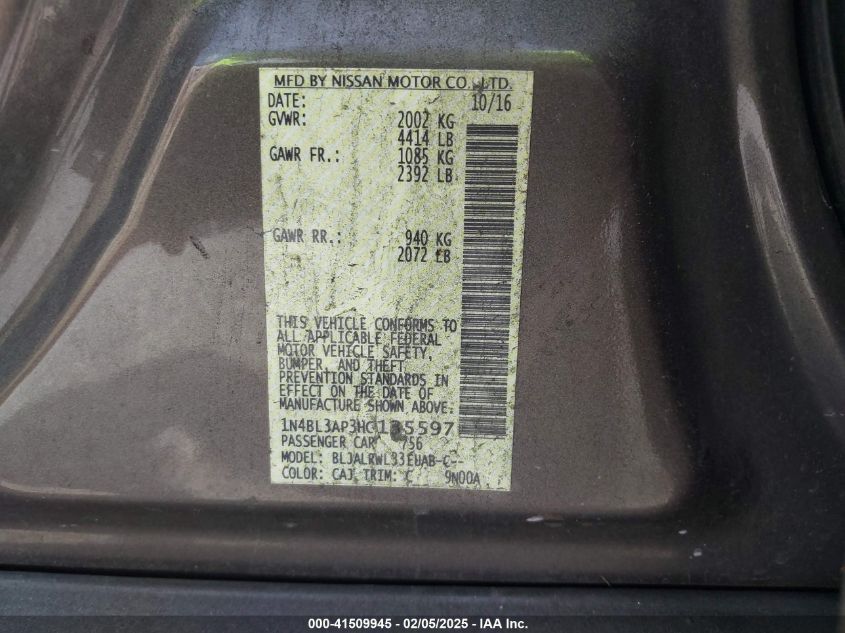 MFD BY NISSAN MOTOR CO., LTD.
DATE: 10/16
GVWR: 2002 KG
4414 LB
GAWR FR.: 1085 KG
2392 LB
GAWR RR.: 940 KG
2072 LB
THIS VEHICLE CONFORMS TO
ALL APPLICABLE FEDERAL
MOTOR VEHICLE SAFETY,
BUMPER, AND THEFT
PREVENTION STANDARDS IN
EFFECT ON THE DATE OF
MANUFACTURE SHOWN ABOVE.
PASSENGER CAR
MODEL: BLJALRWL33EUAB-C--
COLOR: CAJ TRIM: C 9N00A
000-41509945 - 02/05/2025 - IAA Inc.